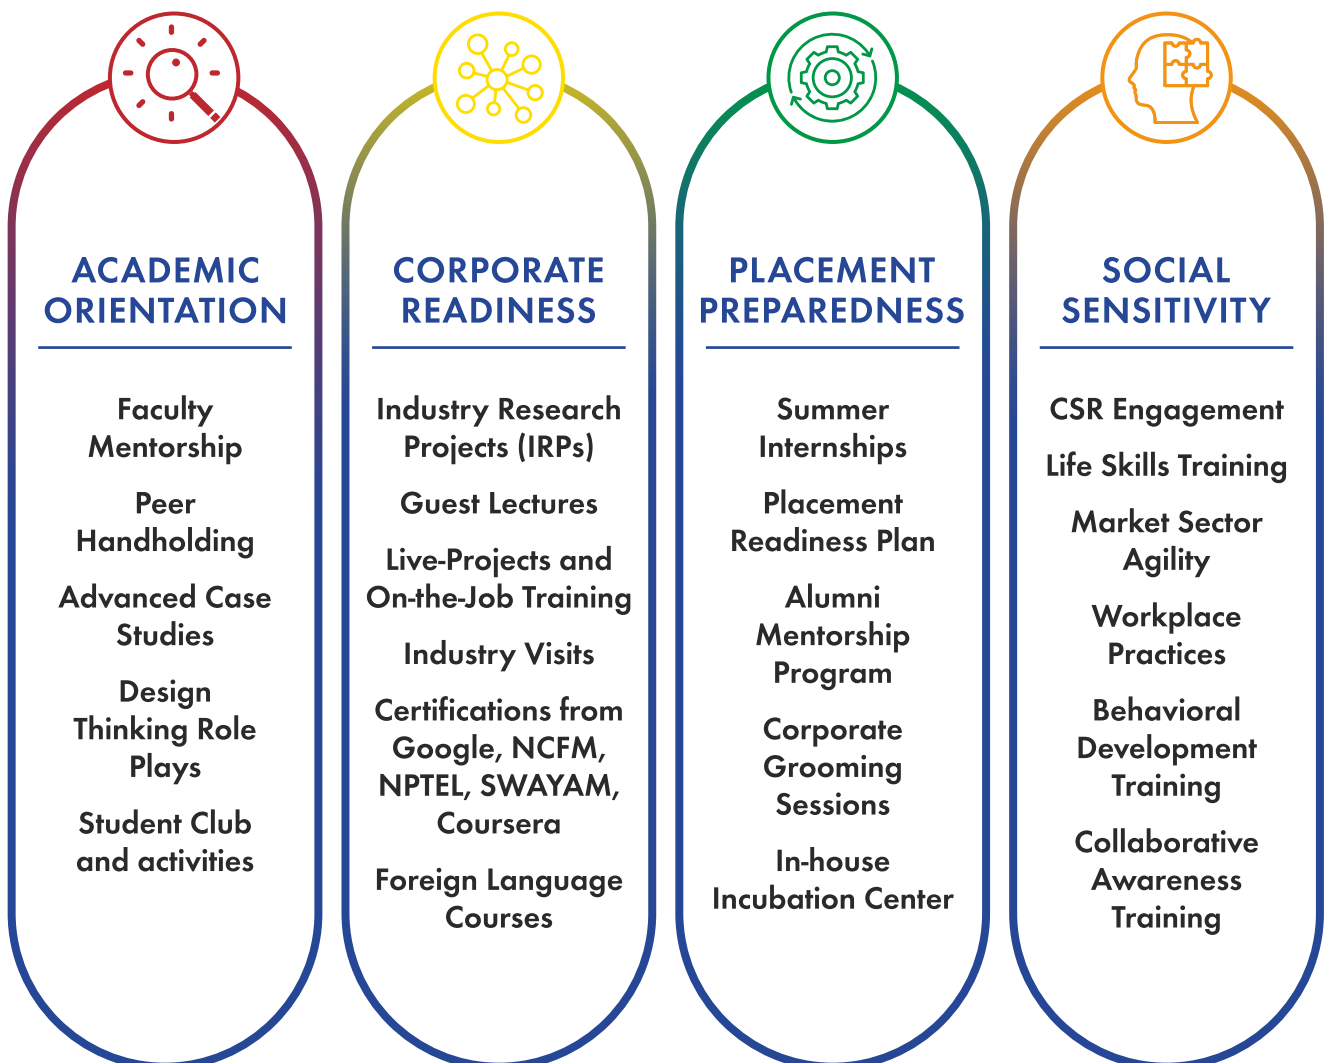 ACADEMIC
ORIENTATION
Faculty
Mentorship
Peer
Handholding
Advanced Case
Studies
Design
Thinking Role
Plays
Student Club
and activities
CORPORATE
READINESS
Industry Research
Projects (IRPs)
Guest Lectures
Live-Projects and
On-the-Job Training
Industry Visits
Certifications from
Google, NCFM,
NPTEL, SWAYAM,
Coursera
Foreign Language
Courses
PLACEMENT
PREPAREDNESS
Summer
Internships
Placement
Readiness Plan
Alumni
Mentorship
Program
Corporate
Grooming
Sessions
In-house
Incubation Center
SOCIAL
SENSITIVITY
CSR Engagement
Life Skills Training
Market Sector
Agility
Workplace
Practices
Behavioral
Development
Training
Collaborative
Awareness
Training